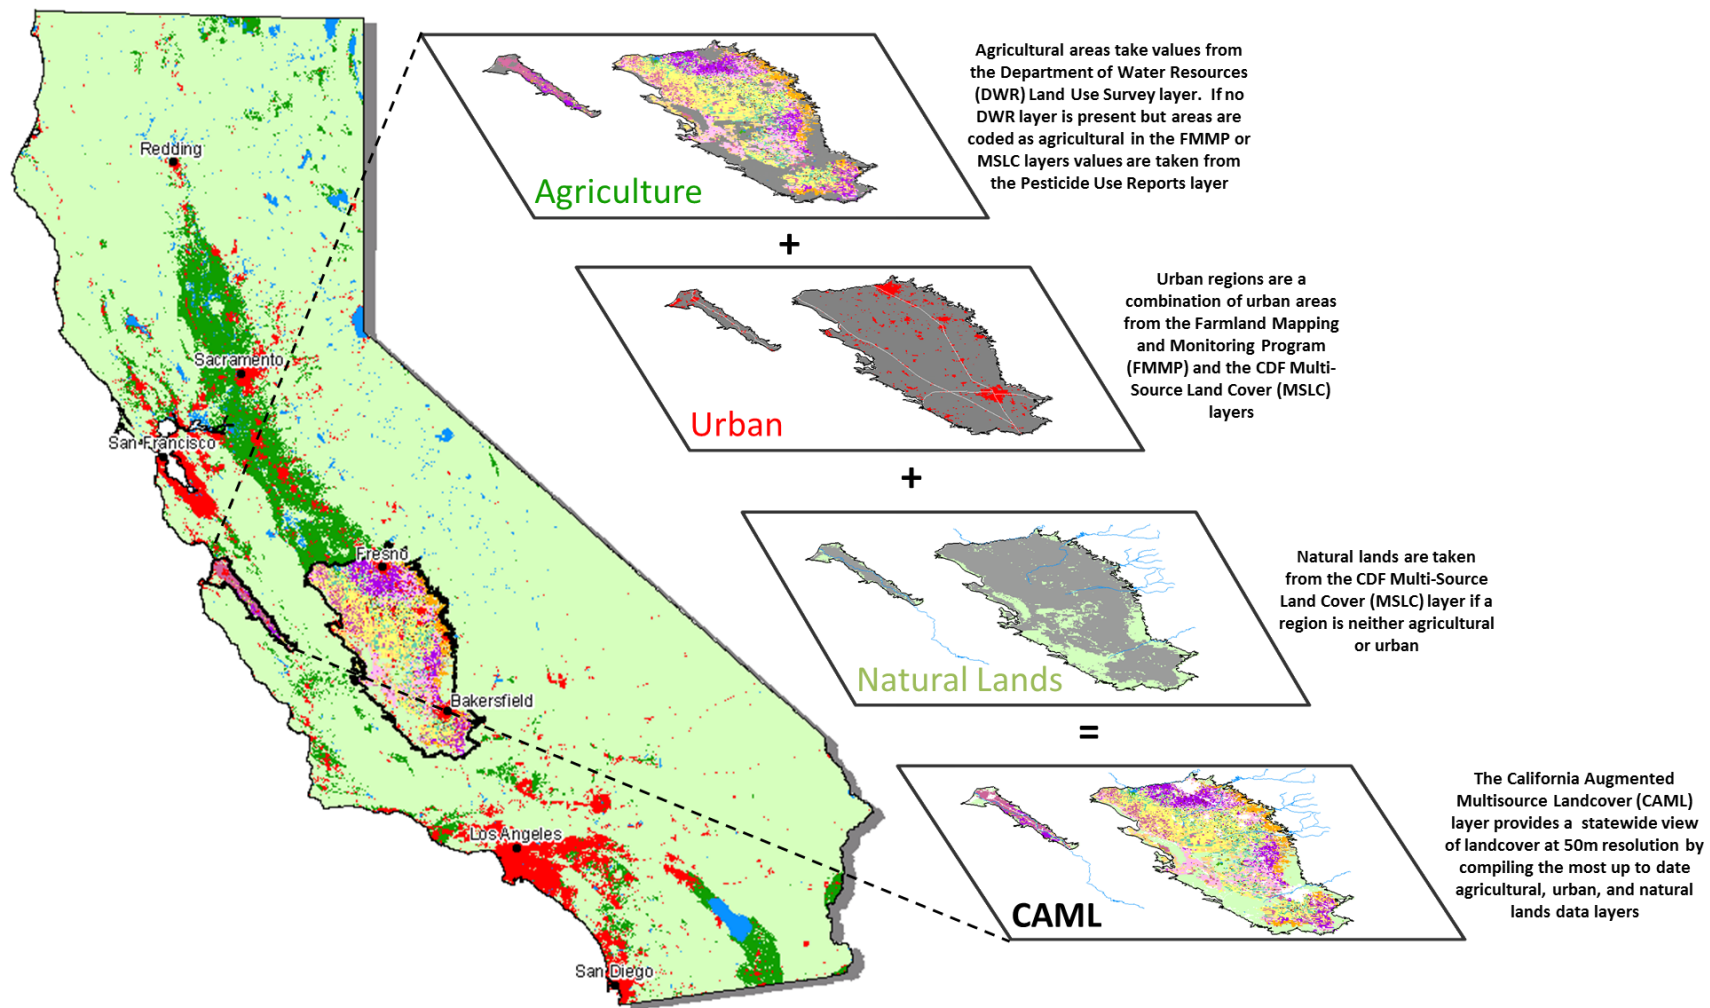 Redding
Sacramento
San Francisco
Fresno
Bakersfield
Los Angeles
San Diego
Agriculture
Agricultural areas take values from
the Department of Water Resources
(DWR) Land Use Survey layer. If no
DWR layer is present but areas are
coded as agricultural in the FMMP or
MSLC layers values are taken from
the Pesticide Use Reports layer
+
Urban
Urban regions are a
combination of urban areas
from the Farmland Mapping
and Monitoring Program
(FMMP) and the CDF Multi-
Source Land Cover (MSLC)
layers
+
Natural Lands
Natural lands are taken
from the CDF Multi-Source
Land Cover (MSLC) layer if a
region is neither agricultural
or urban
=
CAML
The California Augmented
Multisource Landcover (CAML)
layer provides a statewide view
of landcover at 50m resolution by
compiling the most up to date
agricultural, urban, and natural
lands data layers